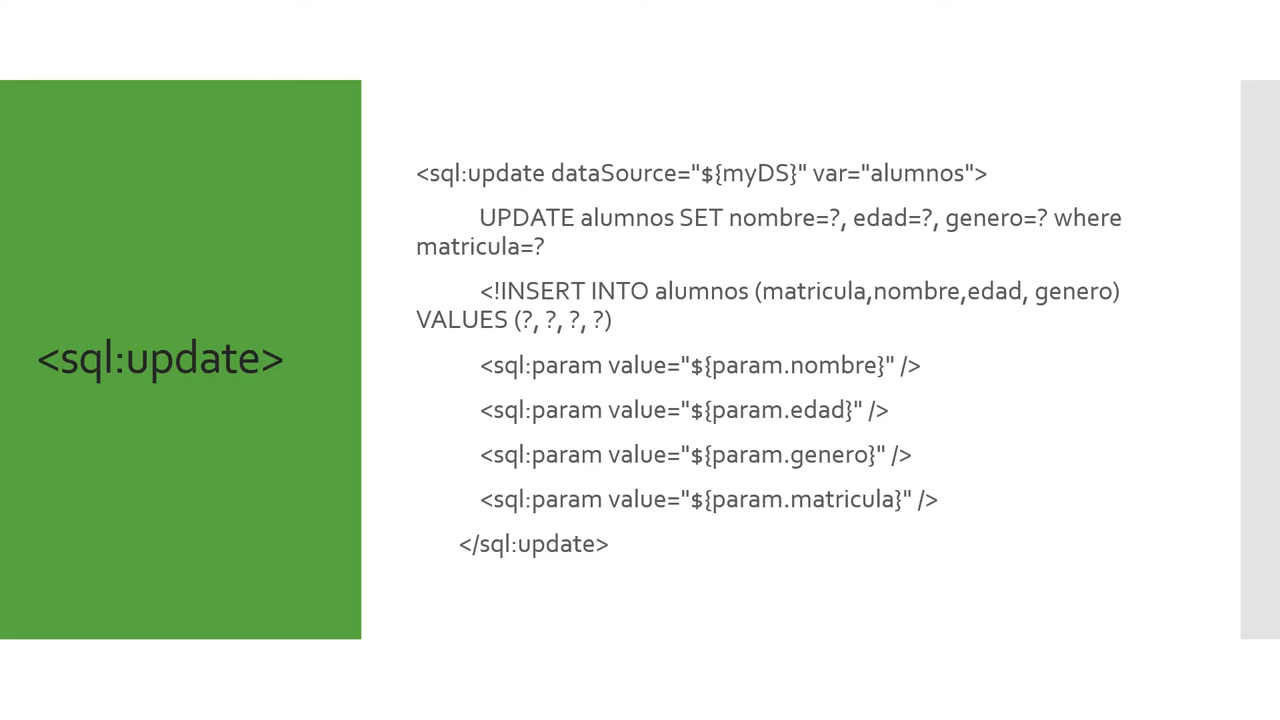 <sql:update>
<sql:update dataSource="${myDS}" var="alumnos">
UPDATE alumnos SET nombre=?, edad=?, genero=? where
matricula=?
<!INSERT INTO alumnos (matricula,nombre,edad, genero)
VALUES (?, ?, ?, ?)
<sql:param value="${param.nombre}" />
<sql:param value="${param.edad}" />
<sql:param value="${param.genero}" />
<sql:param value="${param.matricula}" />
</sql:update>